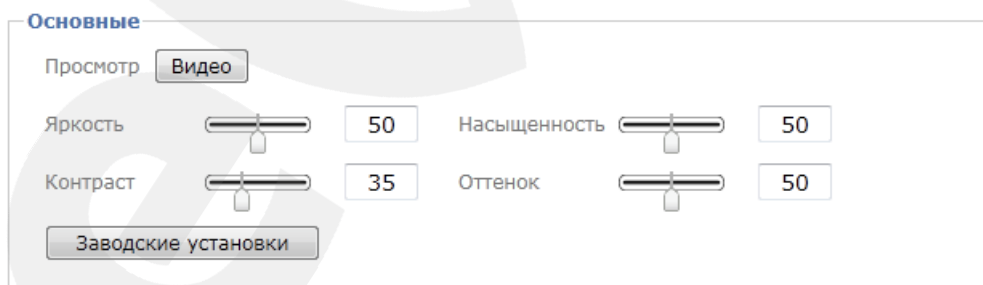 Основные
Просмотр Видео
Яркость 50 Насыщенность 50
Контраст 35 Оттенок 50
Заводские установки